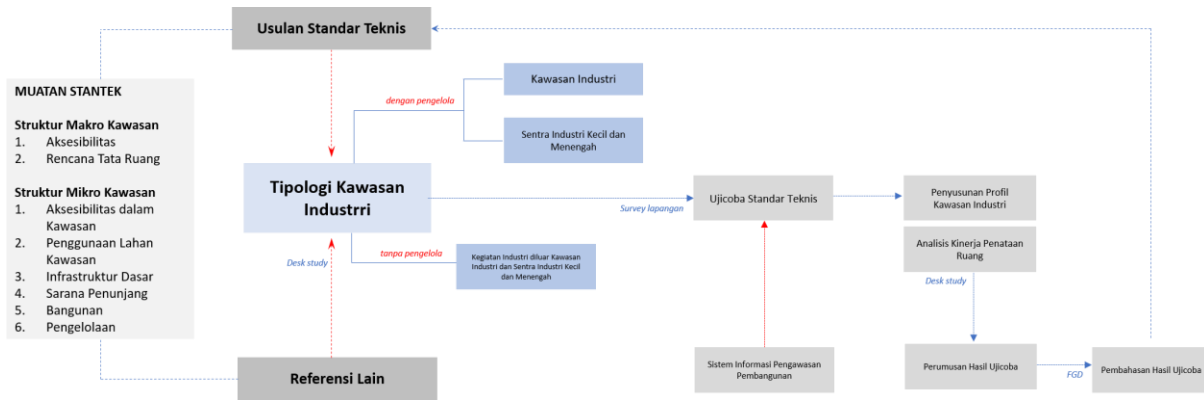 Usulan Standar Teknis
MUATAN STANTEK
Struktur Makro Kawasan
1. Aksesibilitas
2. Rencana Tata Ruang
Struktur Mikro Kawasan
1. Aksesibilitas dalam
Kawasan
2. Penggunaan Lahan
Kawasan
3. Infrastruktur Dasar
4. Sarana Penunjang
5. Bangunan
6. Pengelolaan
dengan pengelola
Kawasan Industri
Sentra Industri Kecil dan
Menengah
Tipologi Kawasan
Industrri
Survey lapangan
Ujicoba Standar Teknis
Penyusunan Profil
Kawasan Industri
Analisis Kinerja Penataan
Ruang
Desk study
tanpa pengelola
Kegiatan Industri diluar Kawasan
Industri dan Sentra Industri Kecil
dan Menengah
Desk study
Referensi Lain
Sistem Informasi Pengawasan
Pembangunan
Perumusan Hasil Ujicoba
FGD
Pembahasan Hasil Ujicoba